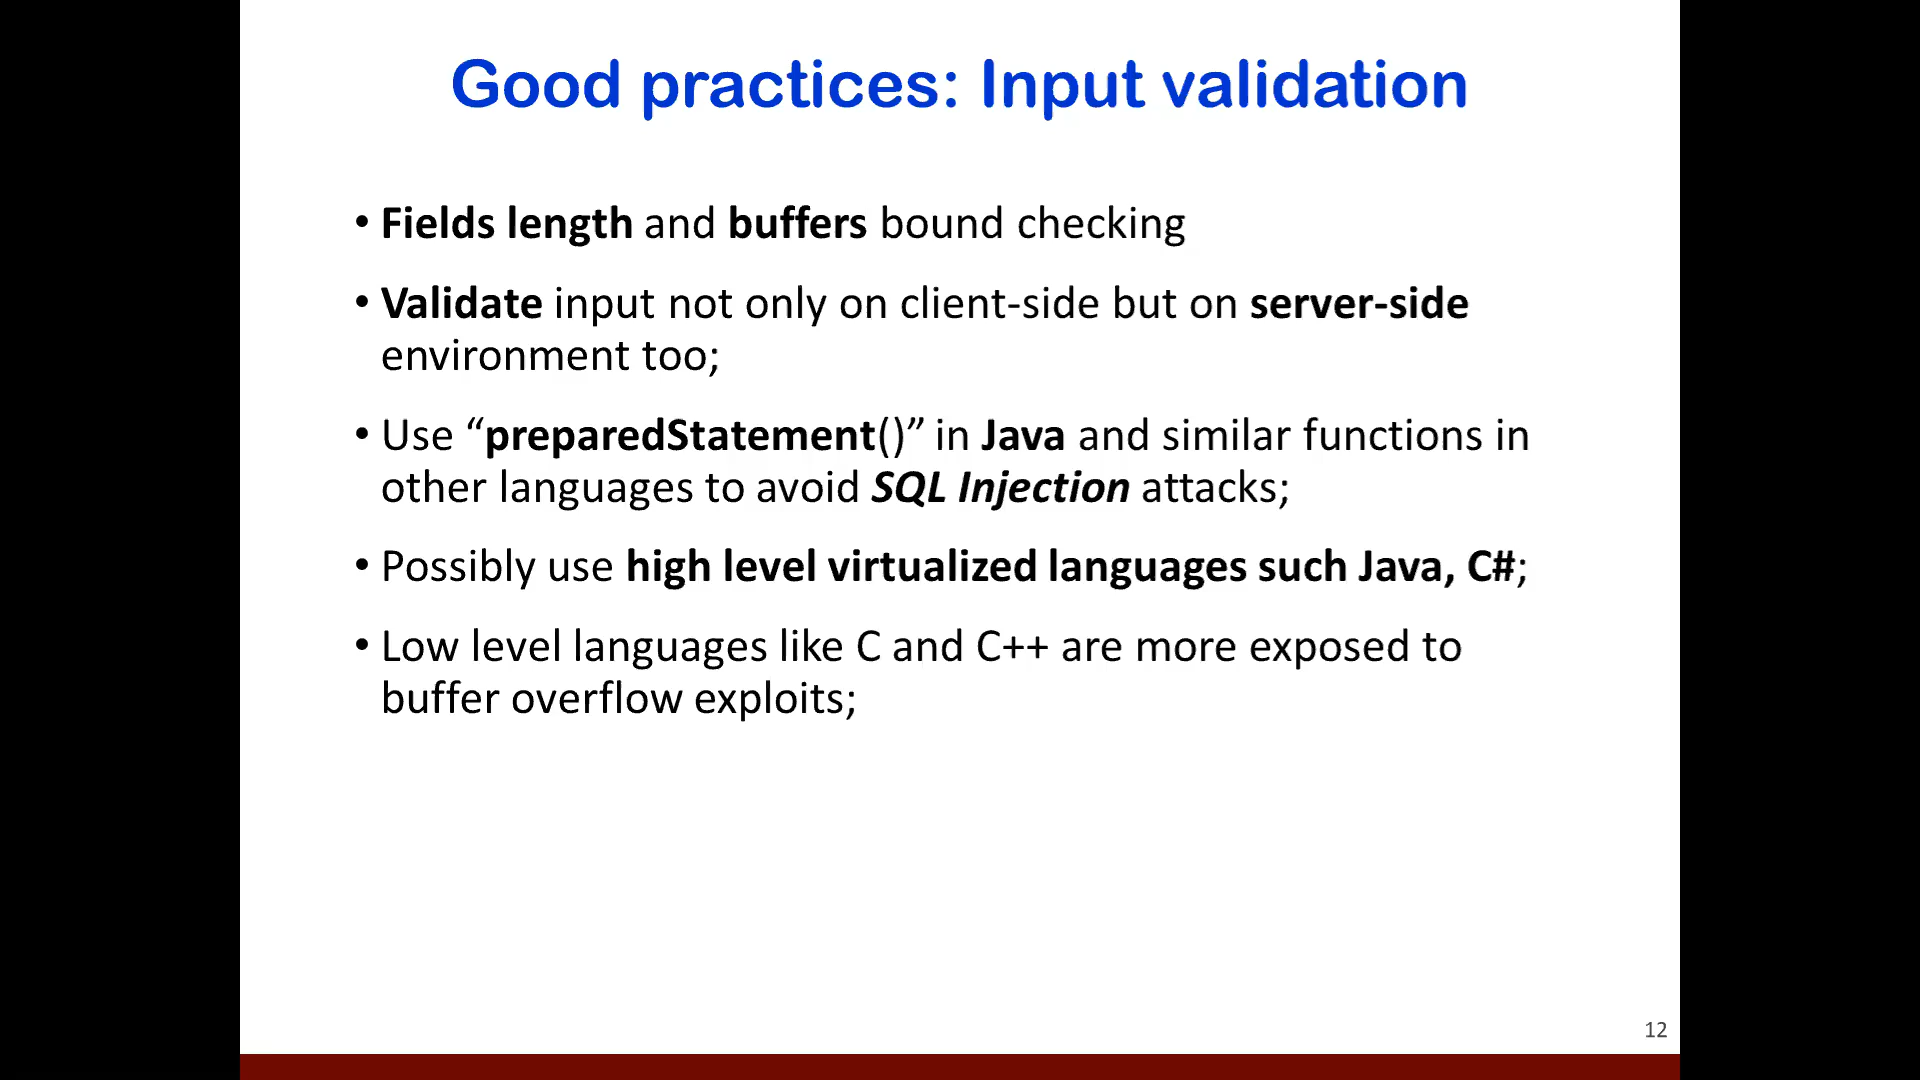 Good practices: Input validation
• Fields length and buffers bound checking
• Validate input not only on client-side but on server-side
environment too;
• Use “preparedStatement()” in Java and similar functions in
other languages to avoid SQL Injection attacks;
• Possibly use high level virtualized languages such Java, C#;
• Low level languages like C and C++ are more exposed to
buffer overflow exploits;
12